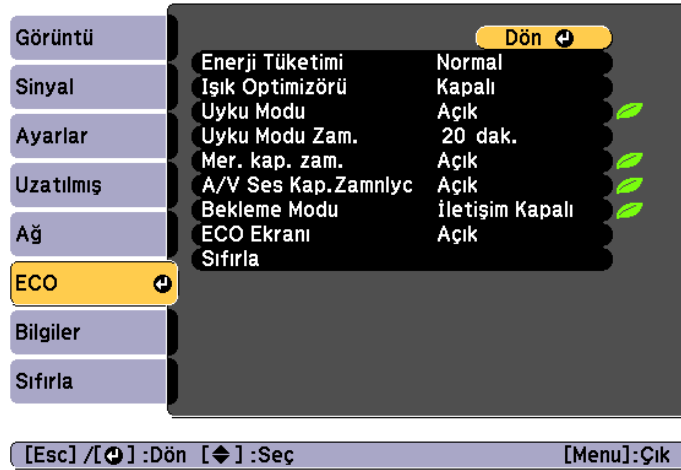 Görüntü
Sinyal
Ayarlar
Uzatılmış
Ağ
ECO
Bilgiler
Sıfırla
Dön
Enerji Tüketimi Normal
Işık Optimizörü Kapalı
Uyku Modu Açık
Uyku Modu Zam. 20 dak.
Mer. kap. zam. Açık
A/V Ses Kap.Zamnlyc Açık
Bekleme Modu İletişim Kapalı
ECO Ekranı Açık
Sıfırla
[Esc] /[ ] :Dön [ ] :Seç [Menu]:Çık